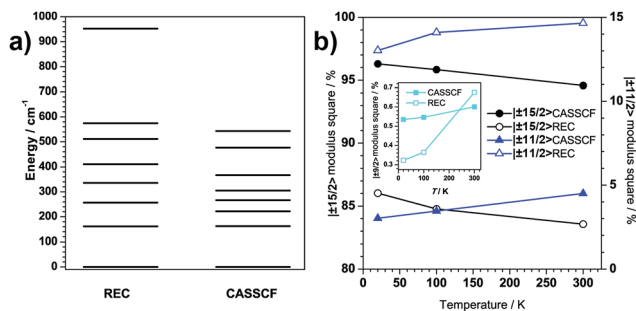 a)
Energy / cm⁻¹
1000
900
800
700
600
500
400
300
200
100
0
REC
CASSCF
b)
|±15/2> modulus square / %
100
95
90
85
80
|±11/2> modulus square / %
15
10
5
0
0 50 100 150 200 250 300
Temperature / K
|±15/2>CASSCF
|±15/2>REC
|±11/2>CASSCF
|±11/2>REC
|±9/2> modulus square / %
0.7
0.6
0.5
0.4
0.3
CASSCF
REC
0 100 200 300
T / K